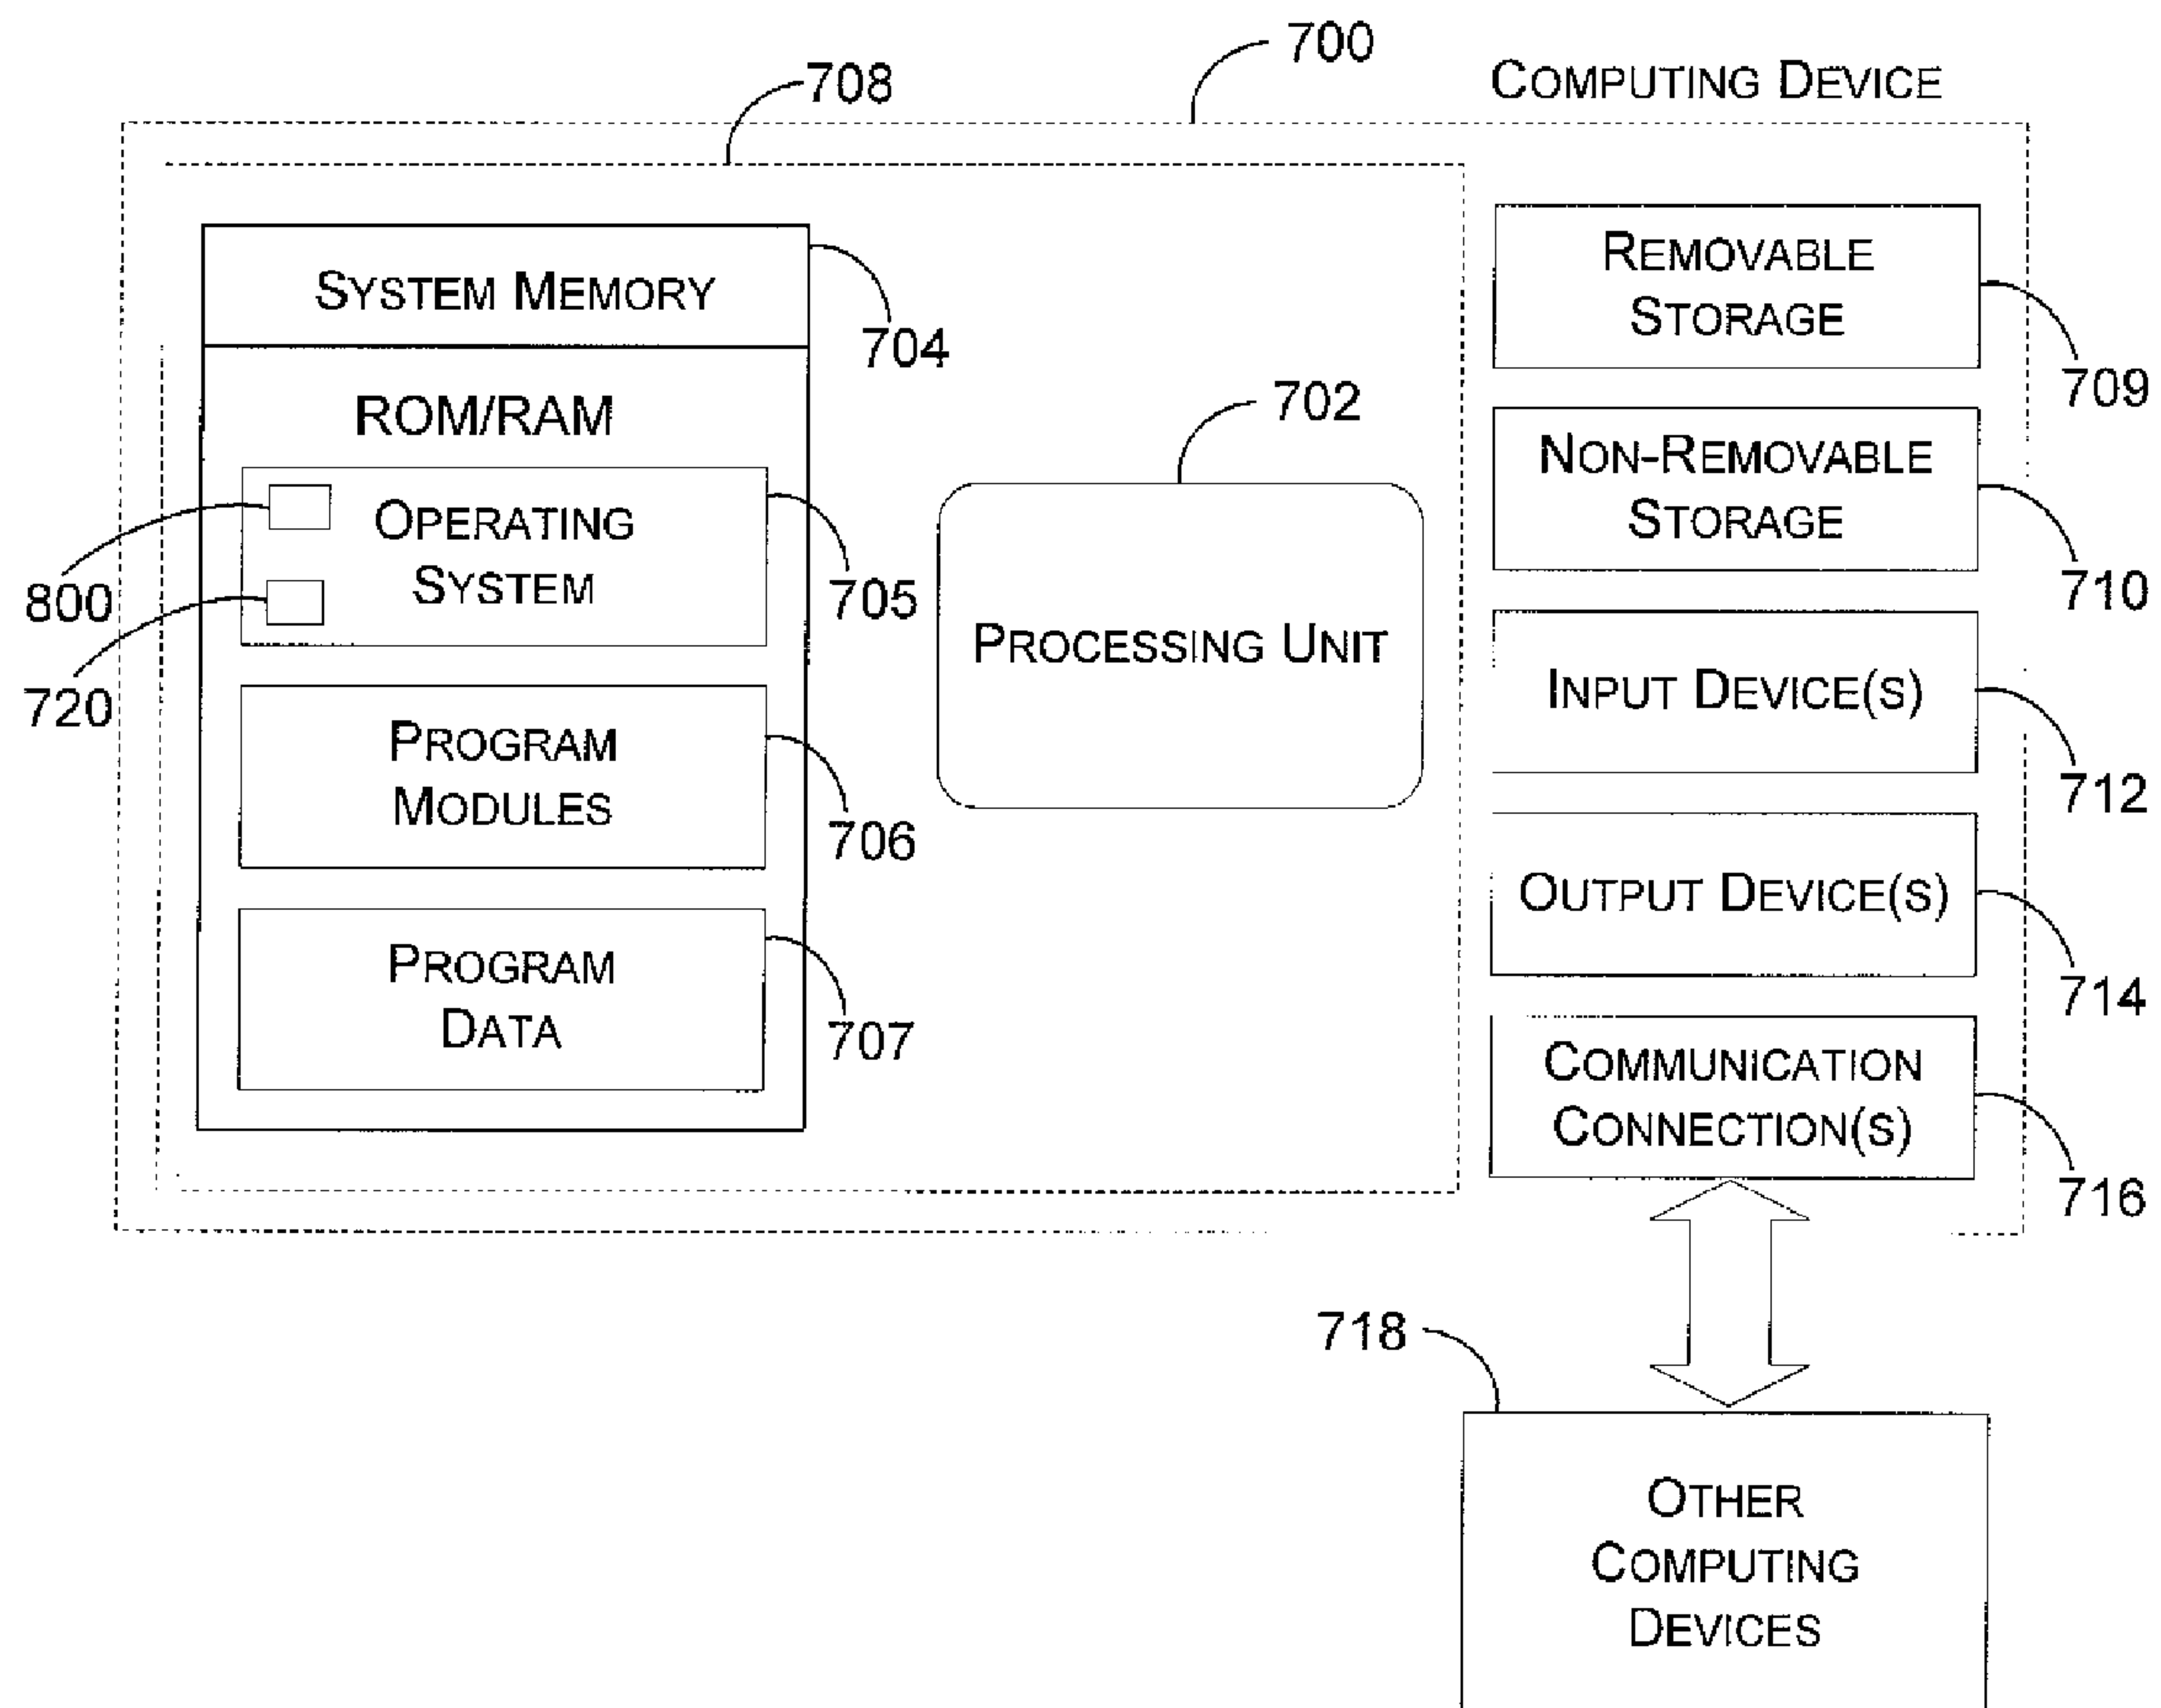 700
COMPUTING DEVICE
708
SYSTEM MEMORY
704
ROM/RAM
OPERATING
SYSTEM
705
800
720
PROGRAM
MODULES
706
PROGRAM
DATA
707
702
PROCESSING UNIT
REMOVABLE
STORAGE
709
NON-REMOVABLE
STORAGE
710
INPUT DEVICE(S)
712
OUTPUT DEVICE(S)
714
COMMUNICATION
CONNECTION(S)
716
718
OTHER
COMPUTING
DEVICES